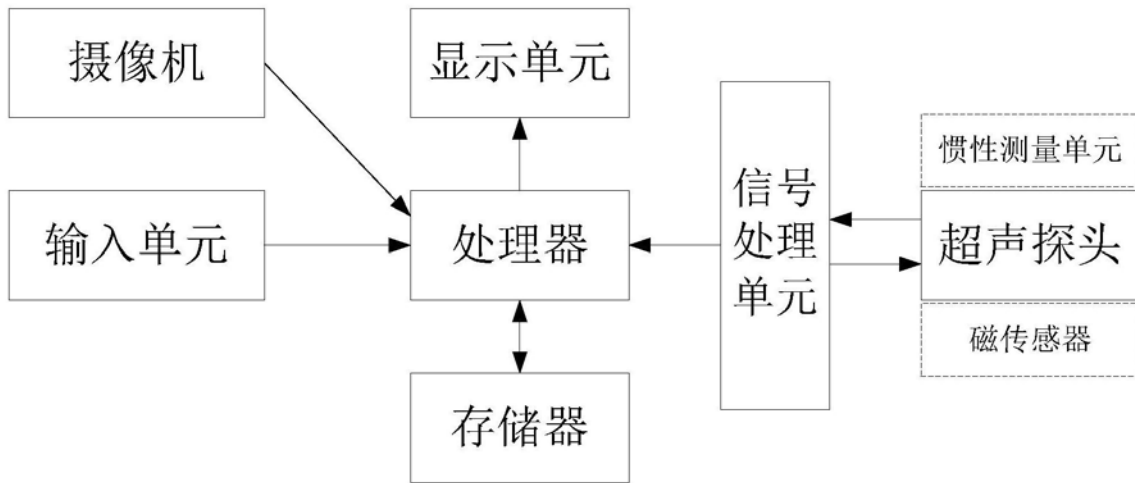 摄像机
显示单元
惯性测量单元
输入单元
处理器
信号
处理
单元
超声探头
磁传感器
存储器